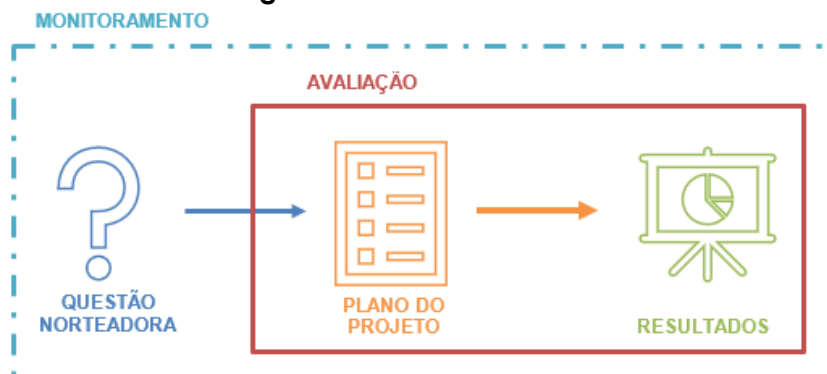 MONITORAMENTO
AVALIAÇÃO
QUESTÃO
NORTEADORA
PLANO DO
PROJETO
RESULTADOS